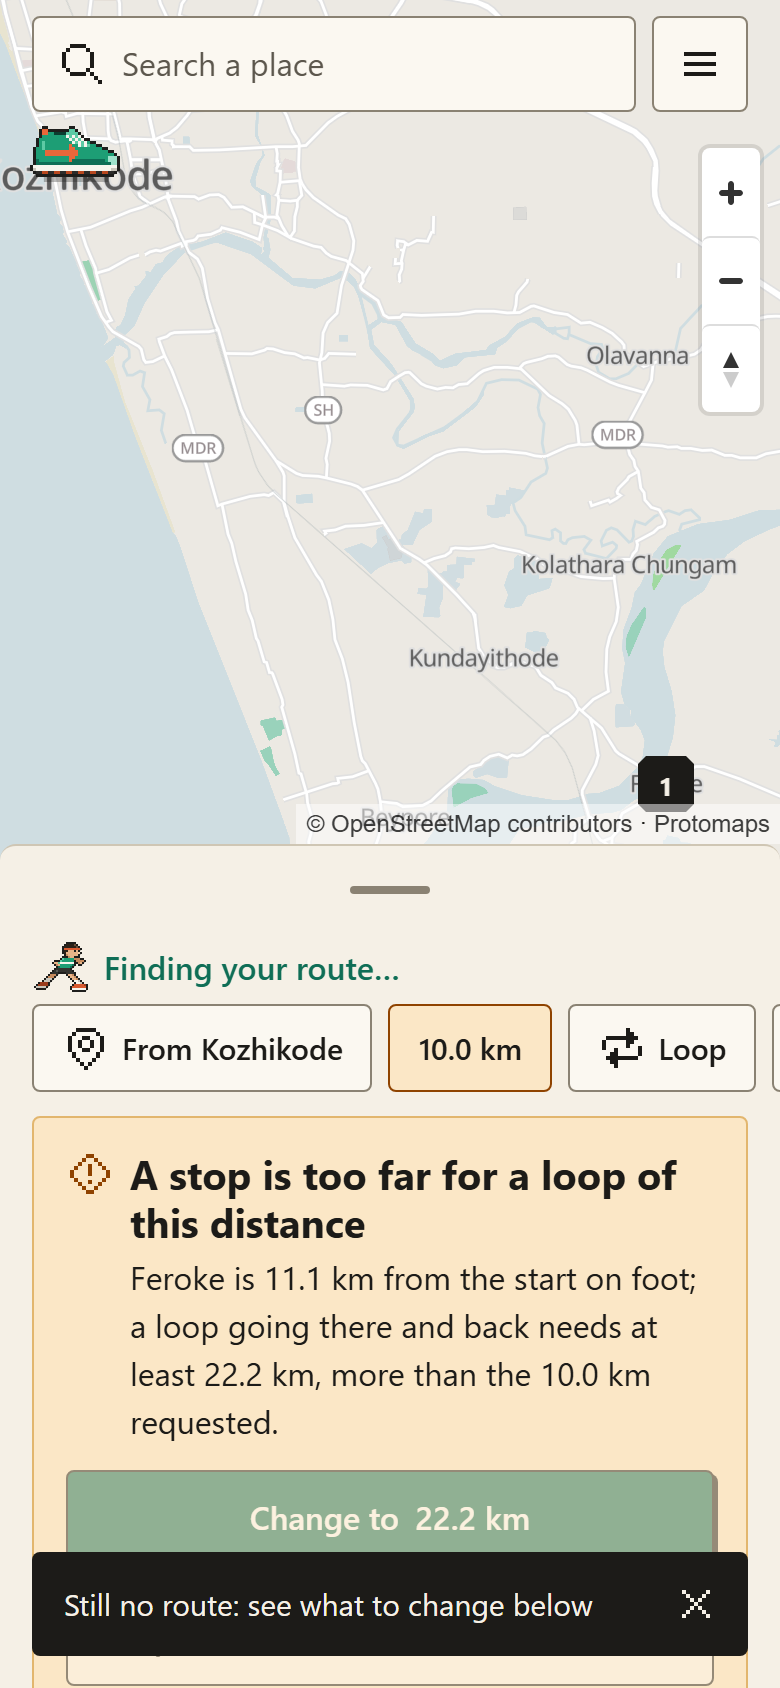 Search a place
Olavanna
SH
MDR
MDR
Kolathara Chungam
Kundayithode
1
© OpenStreetMap contributors · Protomaps
Finding your route...
From Kozhikode
10.0 km
Loop
A stop is too far for a loop of
this distance
Feroke is 11.1 km from the start on foot;
a loop going there and back needs at
least 22.2 km, more than the 10.0 km
requested.
Change to 22.2 km
Still no route: see what to change below